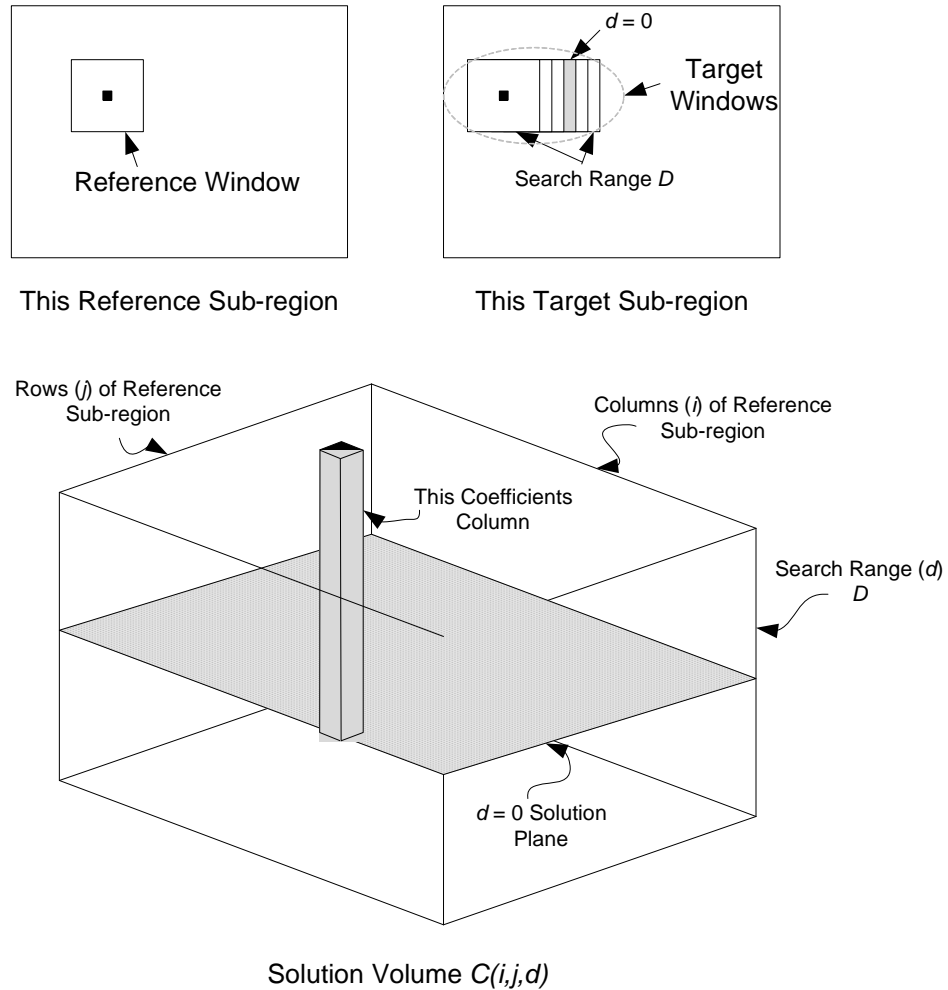 d = 0
Target
Windows
Reference Window
Search Range D
This Reference Sub-region
This Target Sub-region
Rows (j) of Reference
Sub-region
Columns (i) of Reference
Sub-region
This Coefficients
Column
Search Range (d)
D
d = 0 Solution
Plane
Solution Volume C(i,j,d)